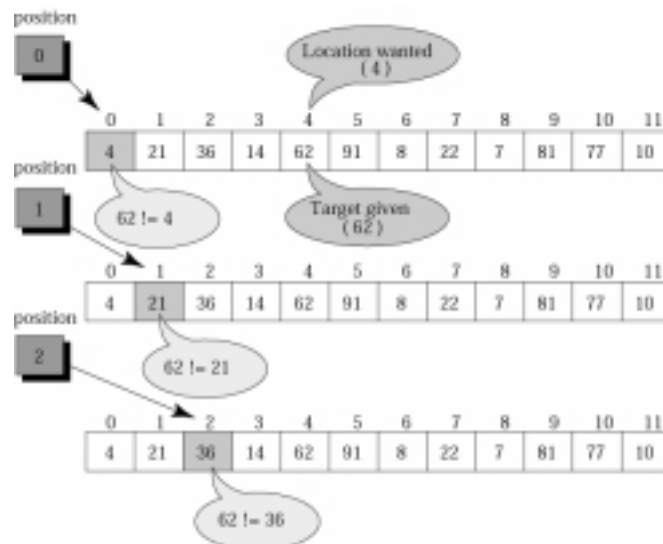 position
0
Location wanted
(4)
0 1 2 3 4 5 6 7 8 9 10 11
4 21 36 14 62 91 8 22 7 81 77 10
position
1
62 != 4
Target given
(62)
0 1 2 3 4 5 6 7 8 9 10 11
4 21 36 14 62 91 8 22 7 81 77 10
position
2
62 != 21
0 1 2 3 4 5 6 7 8 9 10 11
4 21 36 14 62 91 8 22 7 81 77 10
62 != 36